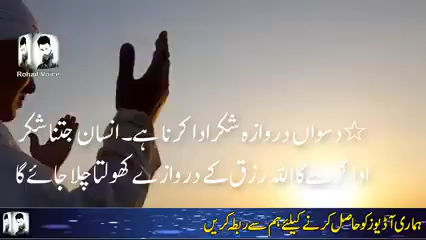 Rohail Voice
☆دسواں دروازہ شکر ادا کرنا ہے۔ انسان جتنا شکر
ادا کرے گا اللہ رزق کے دروازے کھولتا چلا جائے گا
ہماری آڈیوز کو حاصل کرنے کیلئے ہم سے ربطہ کریں